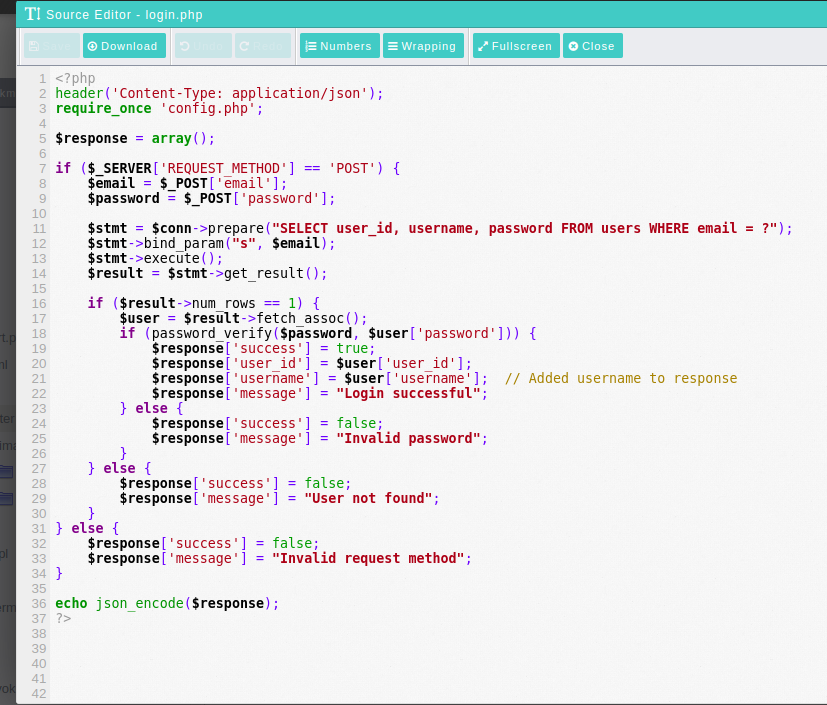 Source Editor - login.php
Save Download Undo Redo Numbers Wrapping Fullscreen Close
1 <?php
2 header('Content-Type: application/json');
3 require_once 'config.php';
4
5 $response = array();
6
7 if ($_SERVER['REQUEST_METHOD'] == 'POST') {
8     $email = $_POST['email'];
9     $password = $_POST['password'];
10
11     $stmt = $conn->prepare("SELECT user_id, username, password FROM users WHERE email = ?");
12     $stmt->bind_param("s", $email);
13     $stmt->execute();
14     $result = $stmt->get_result();
15
16     if ($result->num_rows == 1) {
17         $user = $result->fetch_assoc();
18         if (password_verify($password, $user['password'])) {
19             $response['success'] = true;
20             $response['user_id'] = $user['user_id'];
21             $response['username'] = $user['username'];  // Added username to response
22             $response['message'] = "Login successful";
23         } else {
24             $response['success'] = false;
25             $response['message'] = "Invalid password";
26         }
27     } else {
28         $response['success'] = false;
29         $response['message'] = "User not found";
30     }
31 } else {
32     $response['success'] = false;
33     $response['message'] = "Invalid request method";
34 }
35
36 echo json_encode($response);
37 ?>
38
39
40
41
42